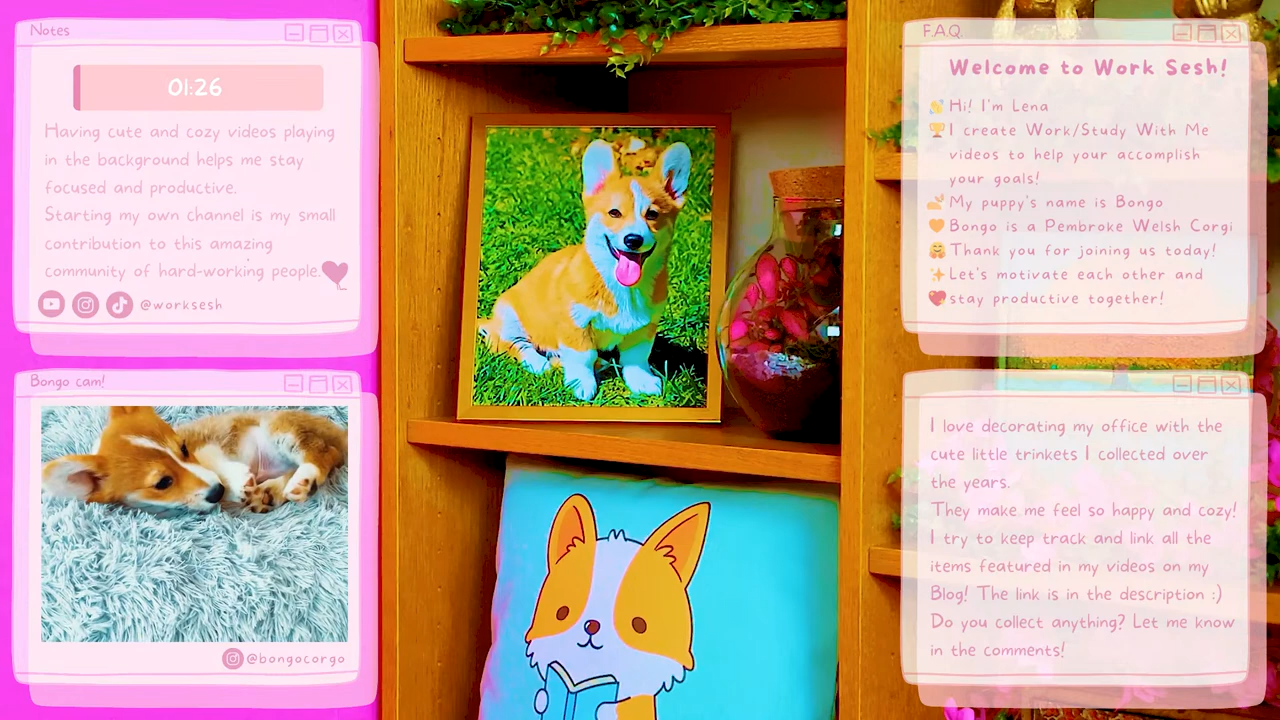 Notes
01:26
Having cute and cozy videos playing
in the background helps me stay
focused and productive.
Starting my own channel is my small
contribution to this amazing
community of hard-working people.
@worksesh
Bongo cam!
@bongocorgo
F.A.Q.
Welcome to Work Sesh!
Hi! I'm Lena
I create Work/Study With Me
videos to help your accomplish
your goals!
My puppy's name is Bongo
Bongo is a Pembroke Welsh Corgi
Thank you for joining us today!
Let's motivate each other and
stay productive together!
I love decorating my office with the
cute little trinkets I collected over
the years.
They make me feel so happy and cozy!
I try to keep track and link all the
items featured in my videos on my
Blog! The link is in the description :)
Do you collect anything? Let me know
in the comments!